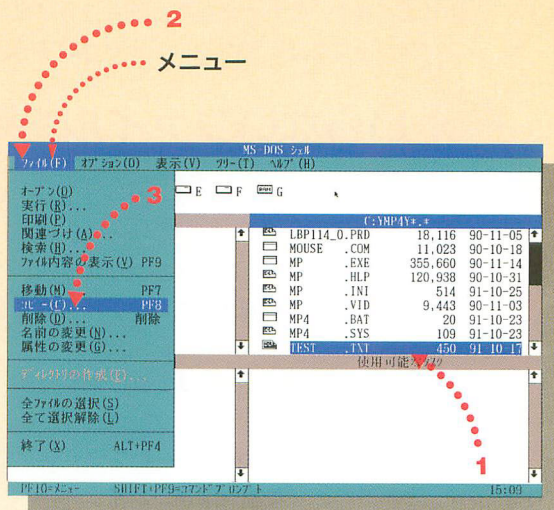 2
メニュー
MS-DOS シェル
ファイル(F) オプション(O) 表示(V) ツリー(T) ヘルプ(H)
E F G
オープン(O)
実行(R)...
印刷(P)
関連づけ(A)...
検索(H)...
ファイル内容の表示(V) PF9
移動(M)... PF7
コピー(C)... PF8
削除(D)... 削除
名前の変更(N)...
属性の変更(G)...
ディレクトリの作成(E)...
全ファイルの選択(S)
全て選択解除(L)
終了(X) ALT+PF4
3
C:¥MP4¥*.*
LBP114_0.PRD 18,116 90-11-05
MOUSE .COM 11,023 90-10-18
MP .EXE 355,660 90-11-14
MP .HLP 120,938 90-10-31
MP .INI 514 91-10-25
MP .VID 9,443 90-11-03
MP4 .BAT 20 91-10-23
MP4 .SYS 109 91-10-23
TEST .TXT 450 91-10-17
使用可能
1
PF10=メニュー SHIFT+PF9=コマンド プロンプト 15:09